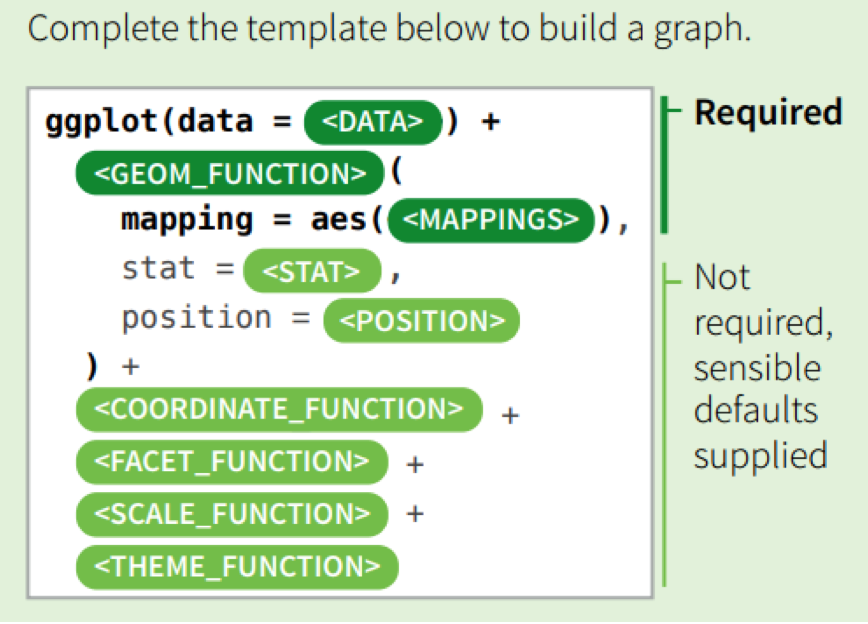 Complete the template below to build a graph.
ggplot(data = <DATA>) +
<GEOM_FUNCTION>(
mapping = aes(<MAPPINGS>),
stat = <STAT>,
position = <POSITION>
) +
<COORDINATE_FUNCTION> +
<FACET_FUNCTION> +
<SCALE_FUNCTION> +
<THEME_FUNCTION>
Required
Not
required,
sensible
defaults
supplied